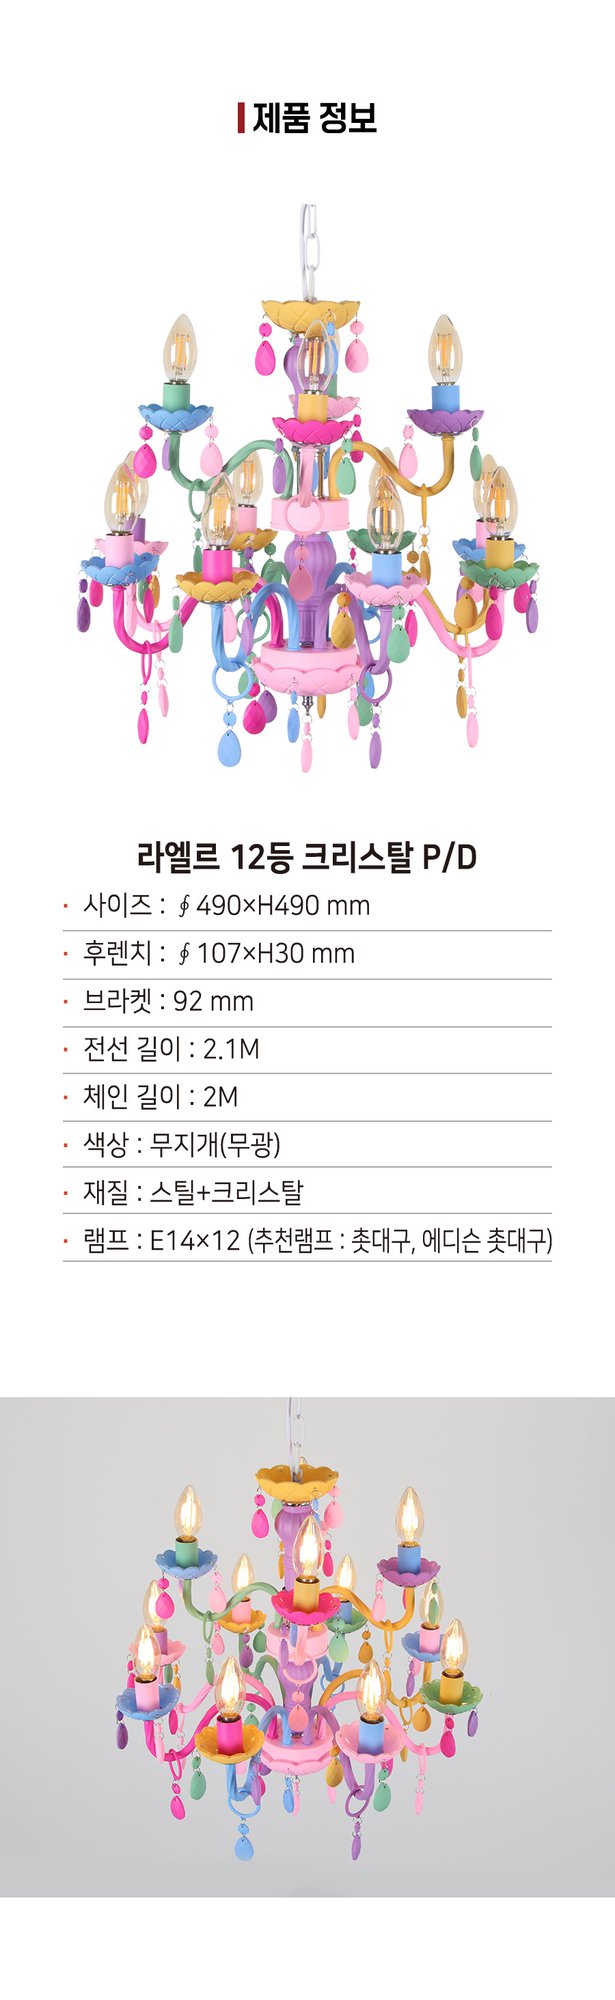 제품 정보
라엘르 12등 크리스탈 P/D
· 사이즈 : ∮490×H490 mm
· 후렌치 : ∮107×H30 mm
· 브라켓 : 92 mm
· 전선 길이 : 2.1M
· 체인 길이 : 2M
· 색상 : 무지개(무광)
· 재질 : 스틸+크리스탈
· 램프 : E14×12 (추천램프 : 촛대구, 에디슨 촛대구)